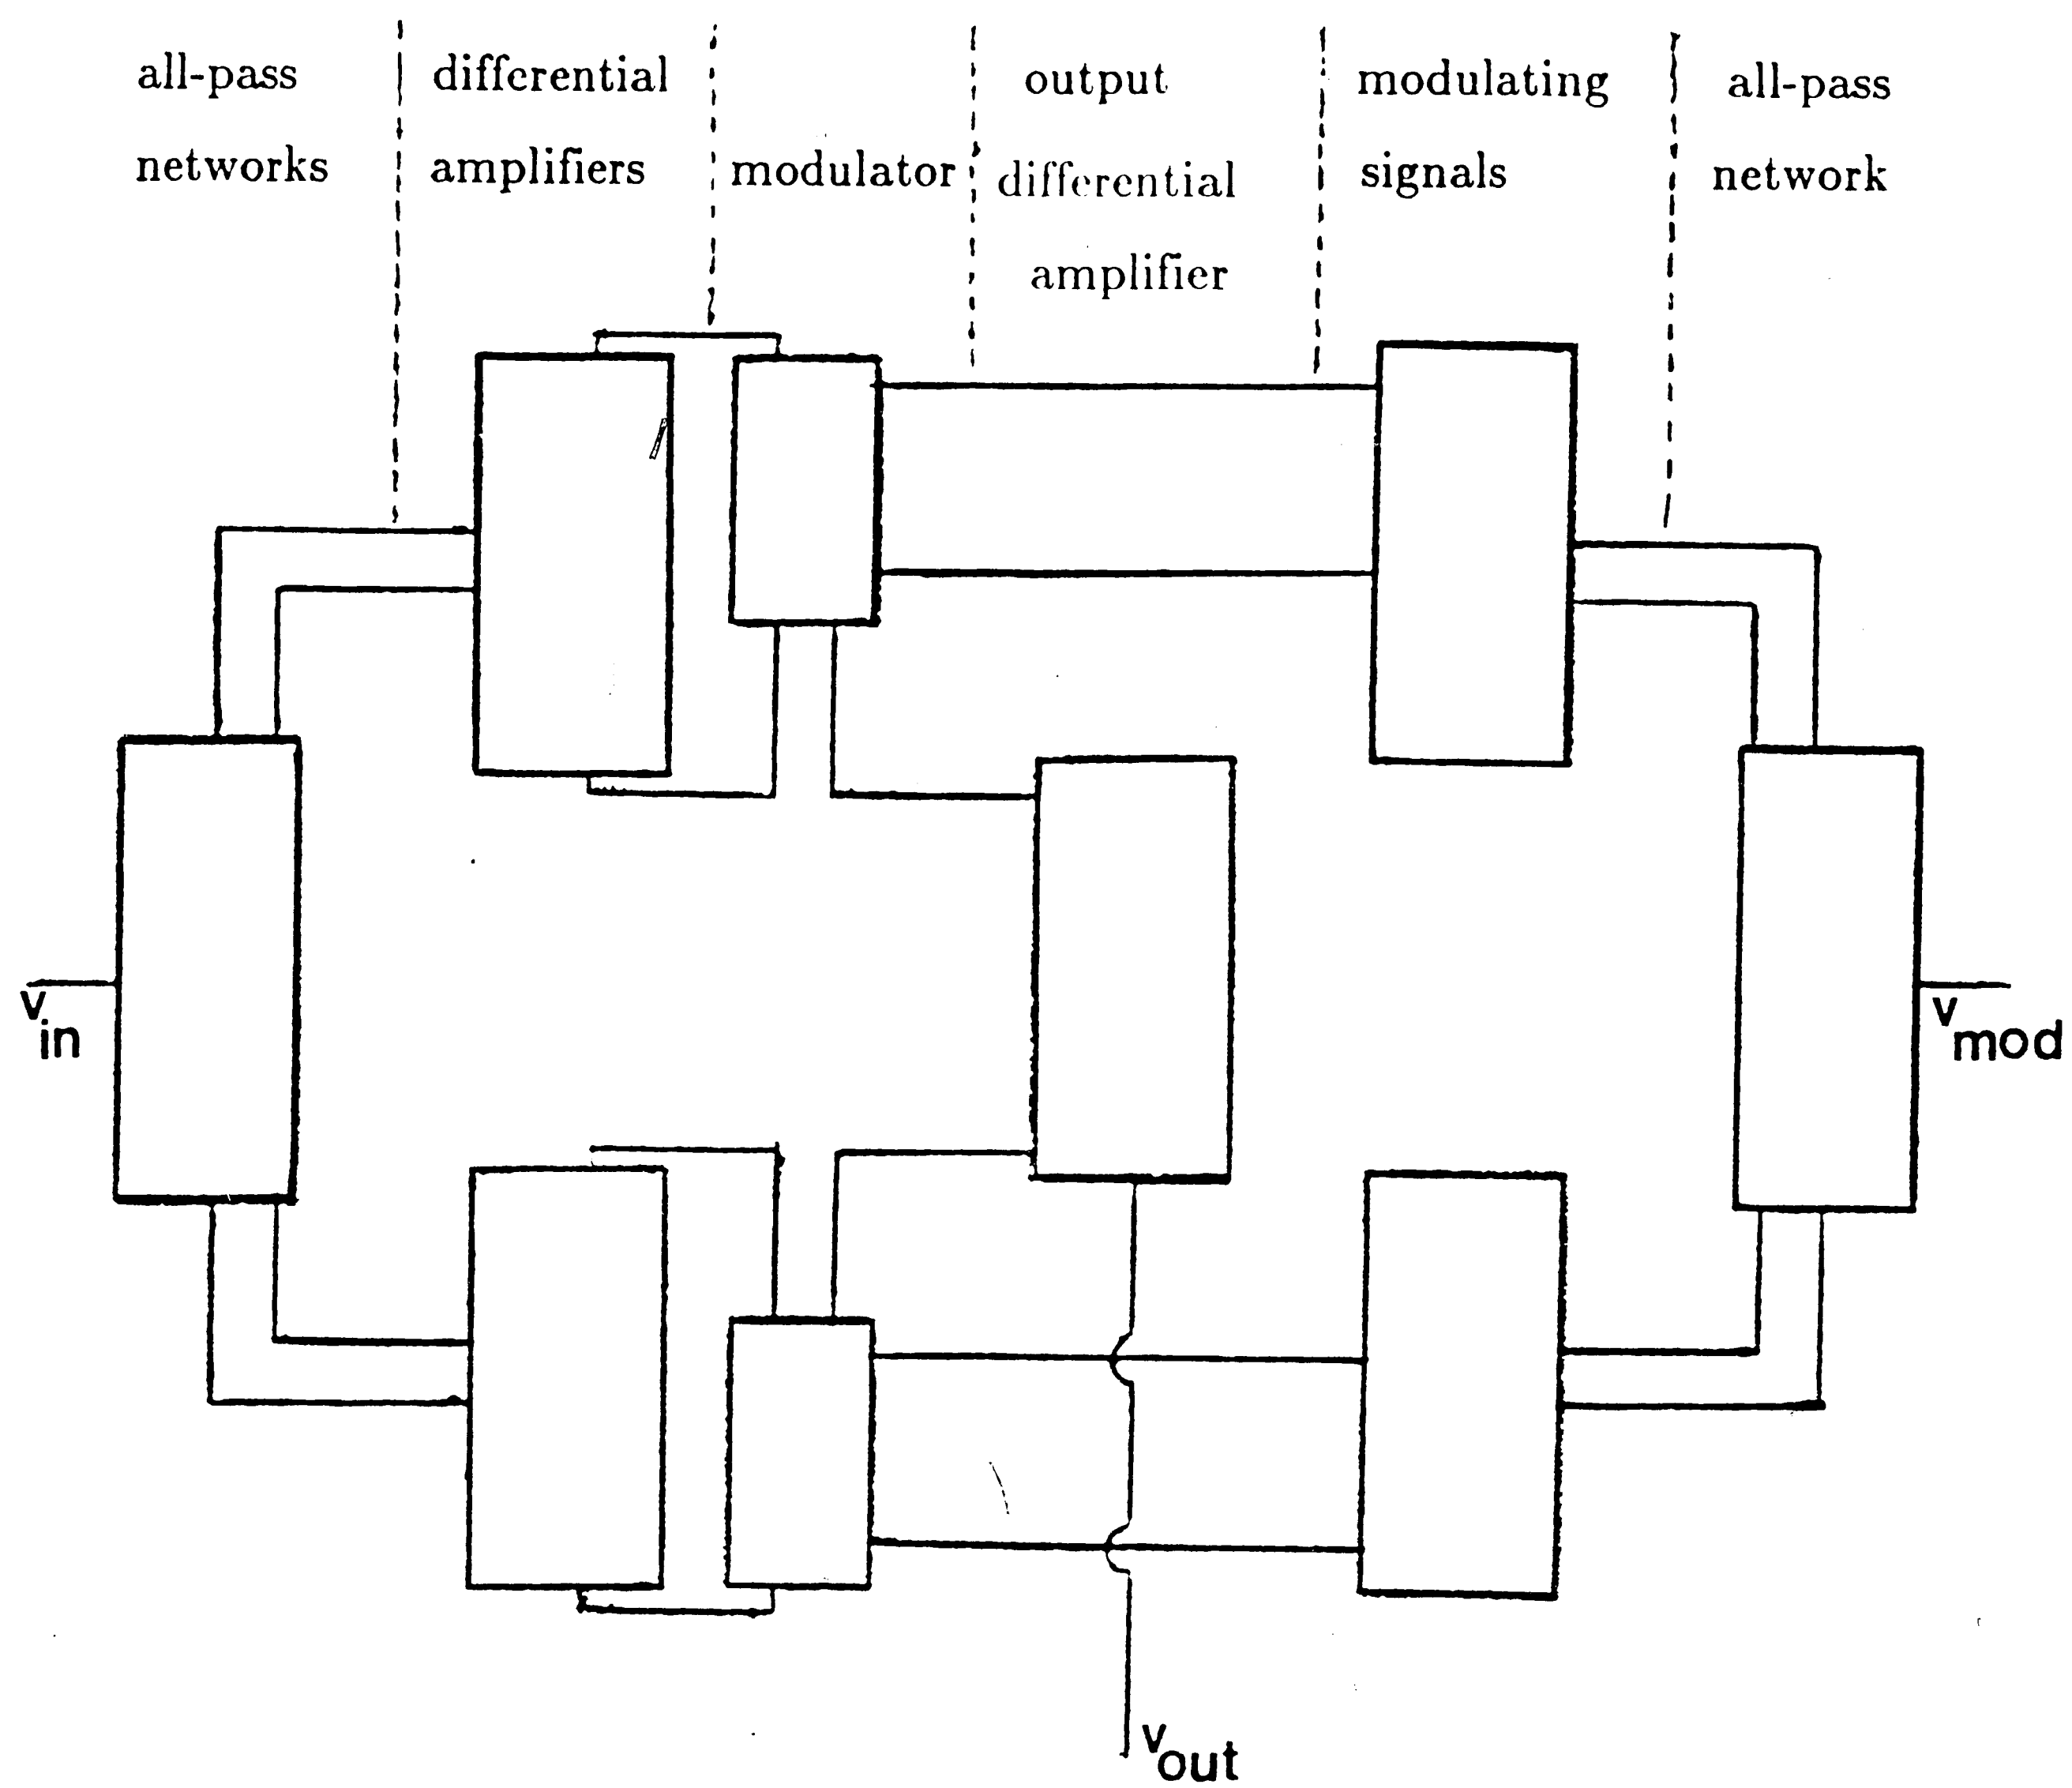 all-pass
networks
differential
amplifiers
modulator
output
differential
amplifier
modulating
signals
all-pass
network
v in
v mod
v out